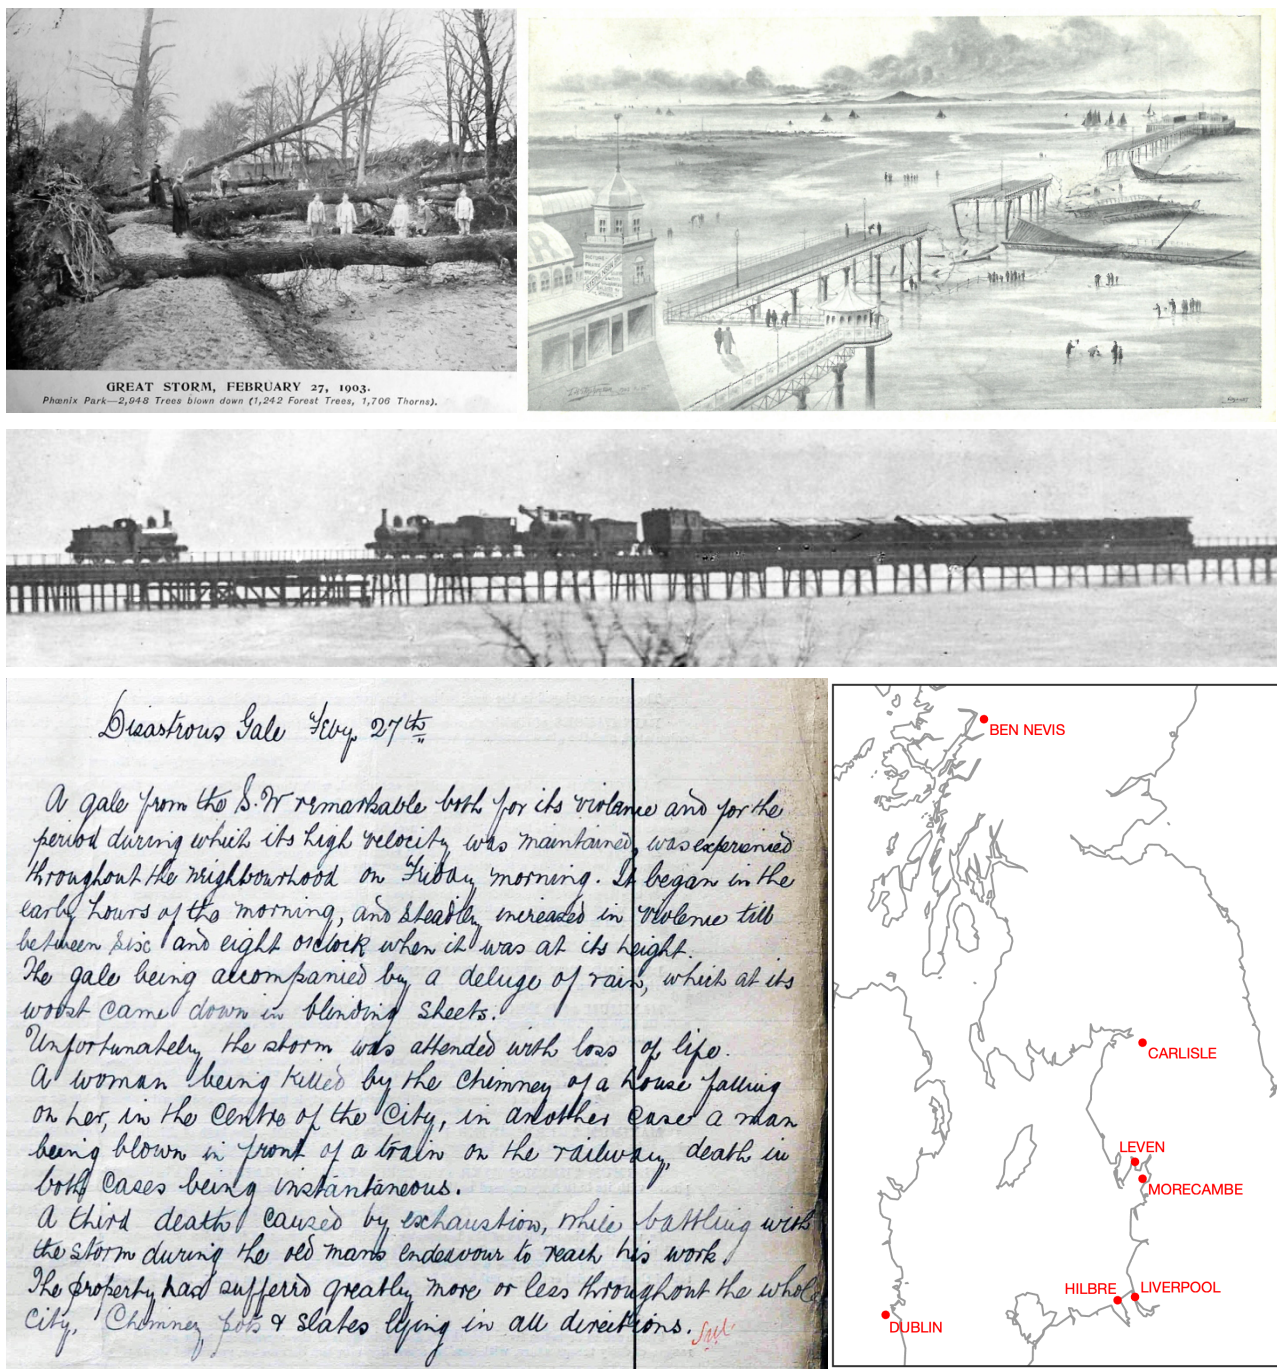 GREAT STORM, FEBRUARY 27, 1903.
Phœnix Park—2,948 Trees blown down (1,242 Forest Trees, 1,706 Thorns).
Disastrous Gale Feby. 27th
A gale from the S.W remarkable both for its violence and for the
period during which its high velocity was maintained, was experienced
throughout the neighbourhood on Friday morning. It began in the
early hours of the morning, and steadily increased in violence till
between six and eight o'clock when it was at its height.
The gale being accompanied by a deluge of rain, which at its
worst came down in blinding sheets.
Unfortunately the storm was attended with loss of life.
A woman being killed by the chimney of a house falling
on her, in the centre of the City, in another case a man
being blown in front of a train on the railway, death in
both cases being instantaneous.
A third death caused by exhaustion, while battling with
the storm during the old mans endeavour to reach his work.
The property has suffered greatly more or less throughout the whole
city, Chimney pots & slates lying in all directions.
BEN NEVIS
CARLISLE
LEVEN
MORECAMBE
HILBRE
LIVERPOOL
DUBLIN